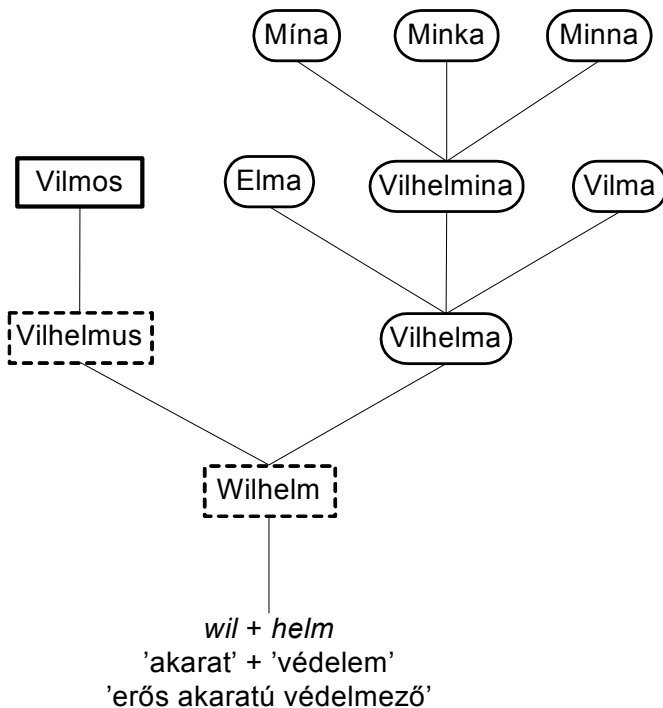 Mína Minka Minna
Vilmos Elma Vilhelmina Vilma
Vilhelmus Vilhelma
Wilhelm
wil + helm
’akarat’ + ’védelem’
’erős akaratú védelmező’